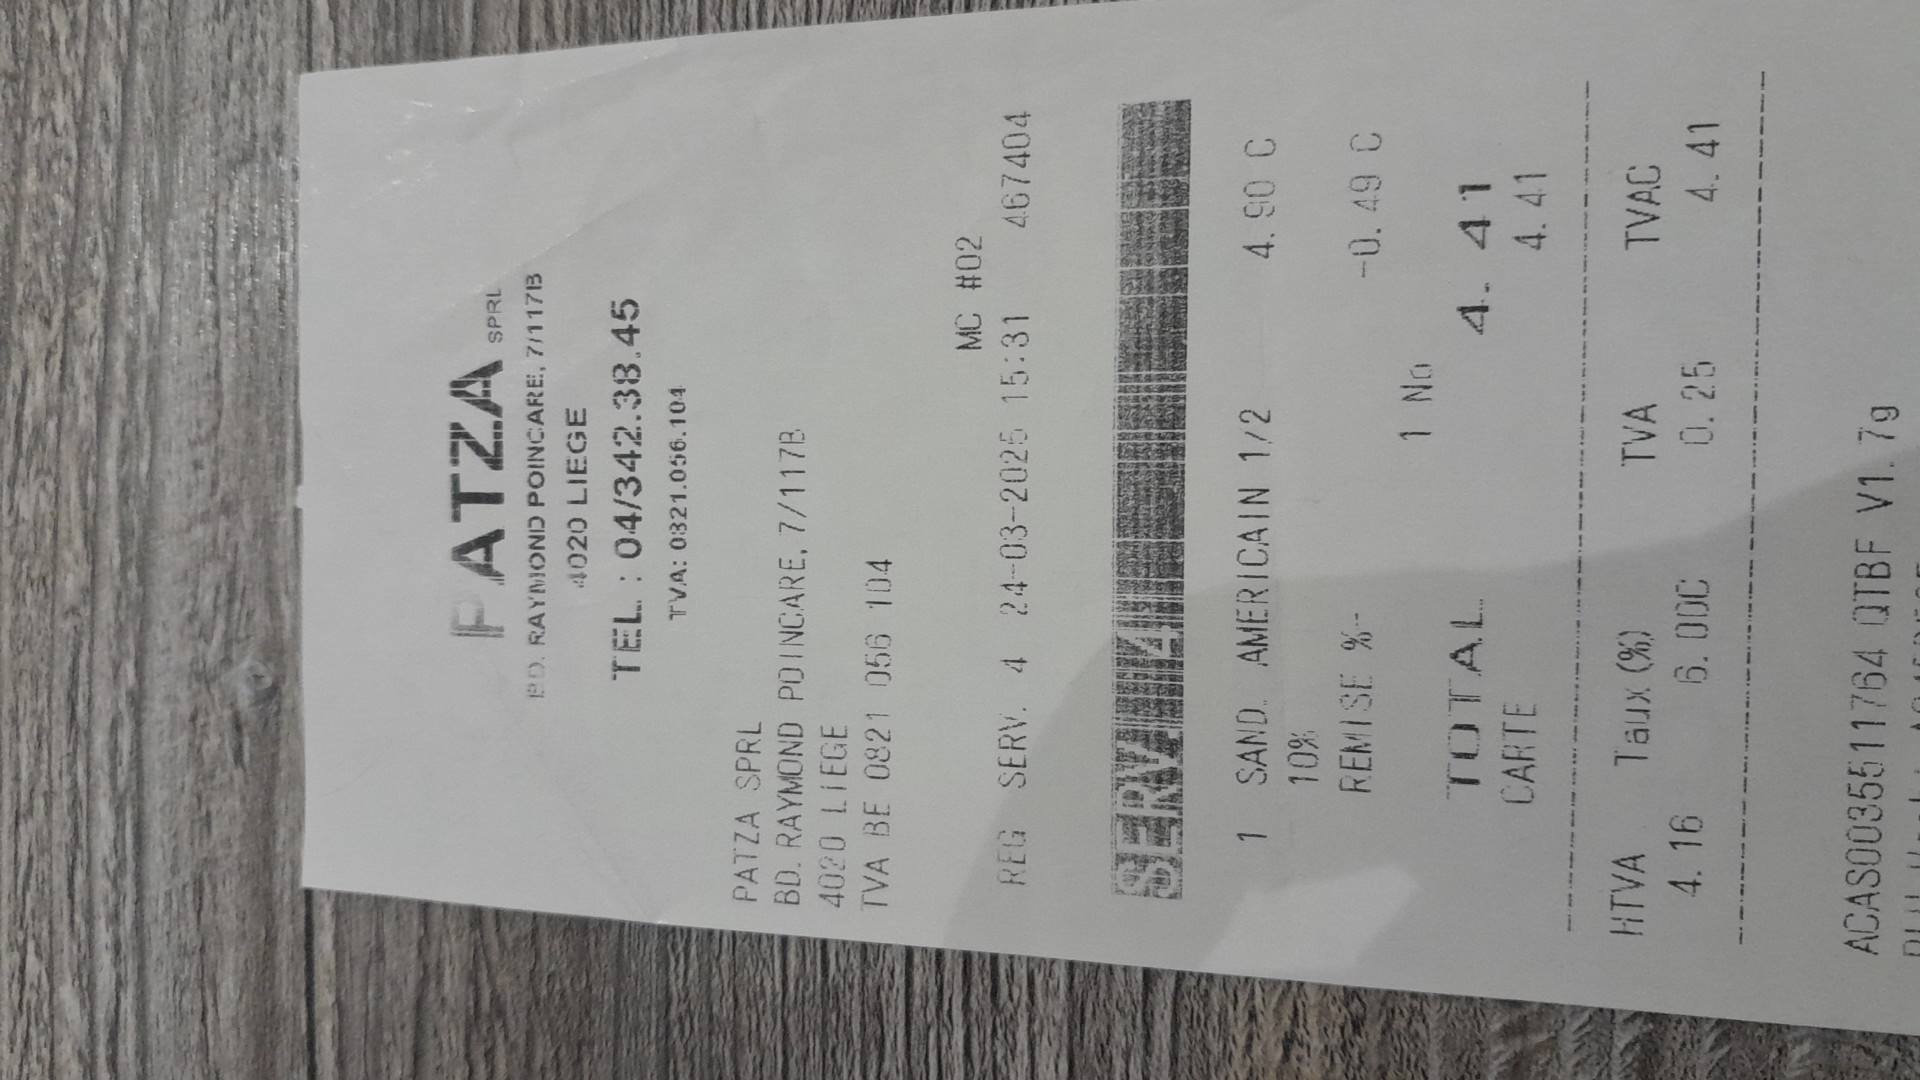 PATZA SPRL
BD. RAYMOND POINCARE, 7/117B
4020 LIEGE
TEL. : 04/342.38.45
TVA: 0821.056.104
PATZA SPRL
BD. RAYMOND POINCARE, 7/117B
4020 LIEGE
TVA BE 0821 056 104
MC #02
REG SERV. 4 24-03-2025 15:31 467404
SERV 4
1 SAND. AMERICAIN 1/2 4.90 C
10%
REMISE %- -0.49 C
1 No
TOTAL 4.41
CARTE 4.41
HTVA Taux (%) TVA TVAC
4.16 6.00C 0.25 4.41
ACAS0035511764 QTBF V1.7g